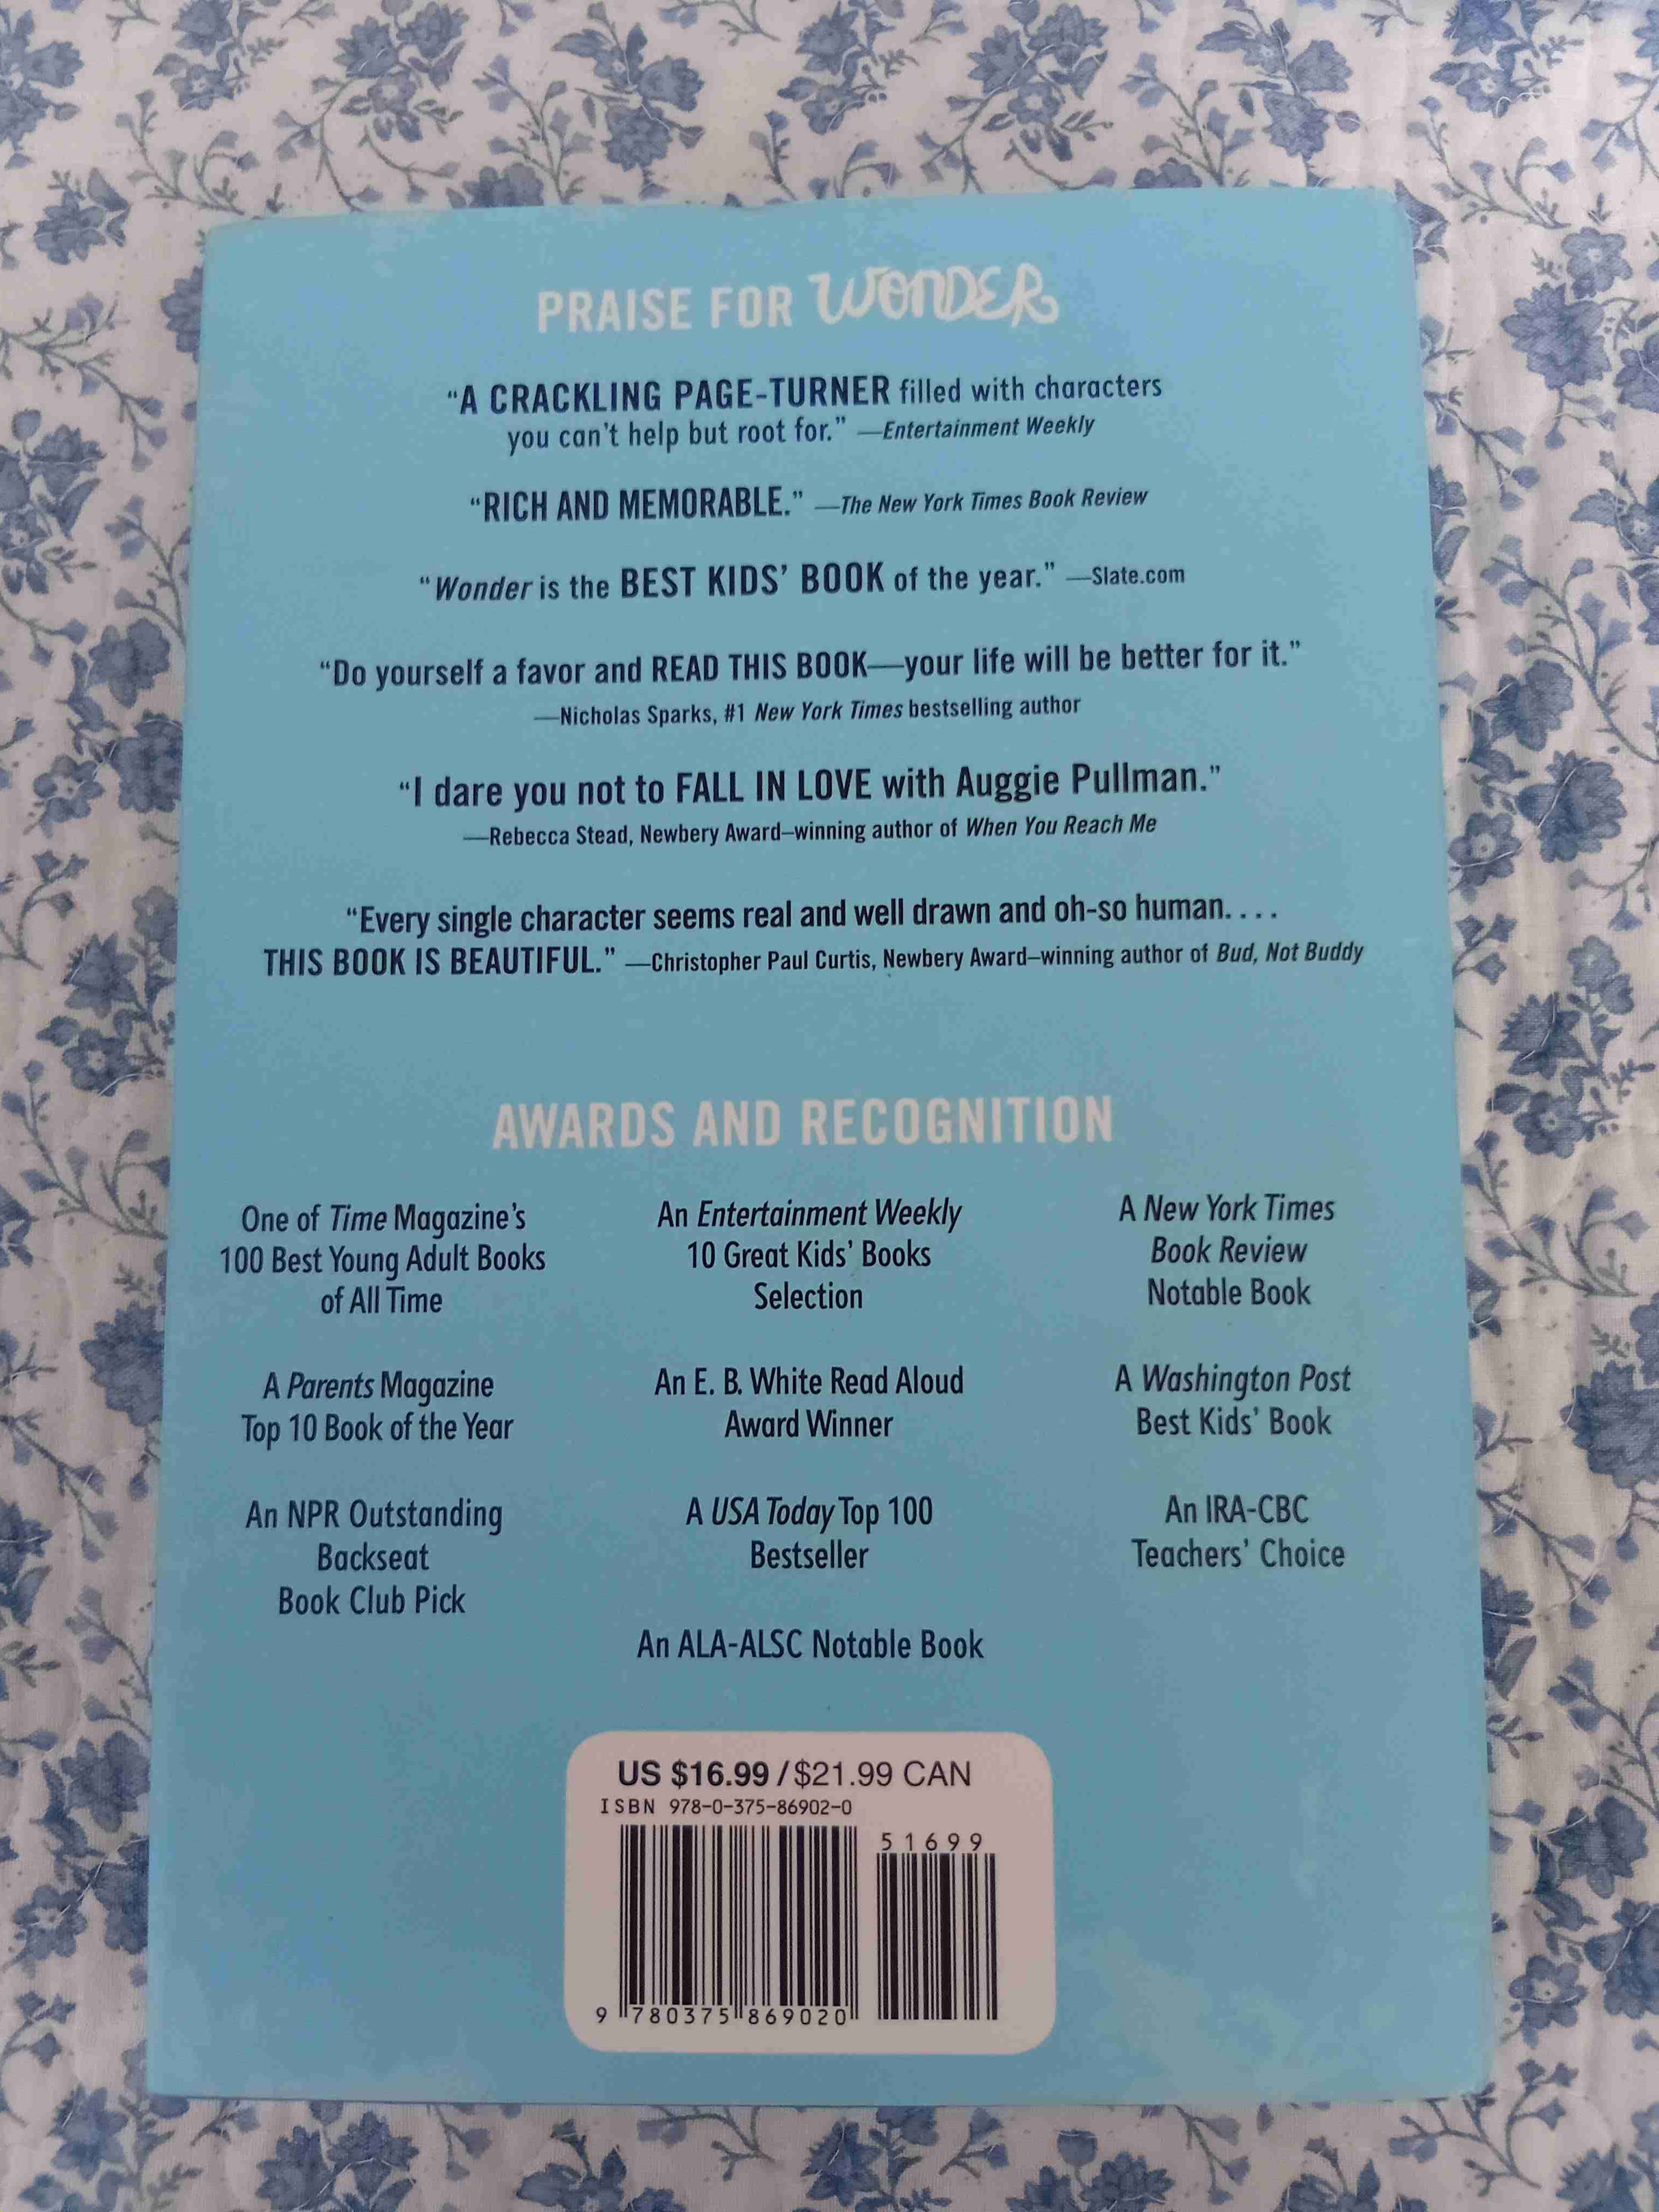 PRAISE FOR WONDER
“A CRACKLING PAGE-TURNER filled with characters
you can't help but root for.” —Entertainment Weekly
“RICH AND MEMORABLE.” —The New York Times Book Review
“Wonder is the BEST KIDS’ BOOK of the year.” —Slate.com
“Do yourself a favor and READ THIS BOOK—your life will be better for it.”
—Nicholas Sparks, #1 New York Times bestselling author
“I dare you not to FALL IN LOVE with Auggie Pullman.”
—Rebecca Stead, Newbery Award–winning author of When You Reach Me
“Every single character seems real and well drawn and oh-so human. . . .
THIS BOOK IS BEAUTIFUL.” —Christopher Paul Curtis, Newbery Award–winning author of Bud, Not Buddy
AWARDS AND RECOGNITION
One of Time Magazine’s
100 Best Young Adult Books
of All Time
An Entertainment Weekly
10 Great Kids’ Books
Selection
A New York Times
Book Review
Notable Book
A Parents Magazine
Top 10 Book of the Year
An E. B. White Read Aloud
Award Winner
A Washington Post
Best Kids’ Book
An NPR Outstanding
Backseat
Book Club Pick
A USA Today Top 100
Bestseller
An IRA-CBC
Teachers’ Choice
An ALA-ALSC Notable Book
US $16.99 / $21.99 CAN
ISBN 978-0-375-86902-0
51699
9 780375 869020